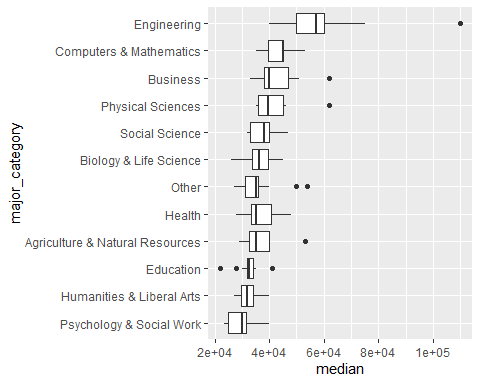 Engineering
Computers & Mathematics
Business
Physical Sciences
Social Science
Biology & Life Science
Other
Health
Agriculture & Natural Resources
Education
Humanities & Liberal Arts
Psychology & Social Work
major_category
2e+04 4e+04 6e+04 8e+04 1e+05
median